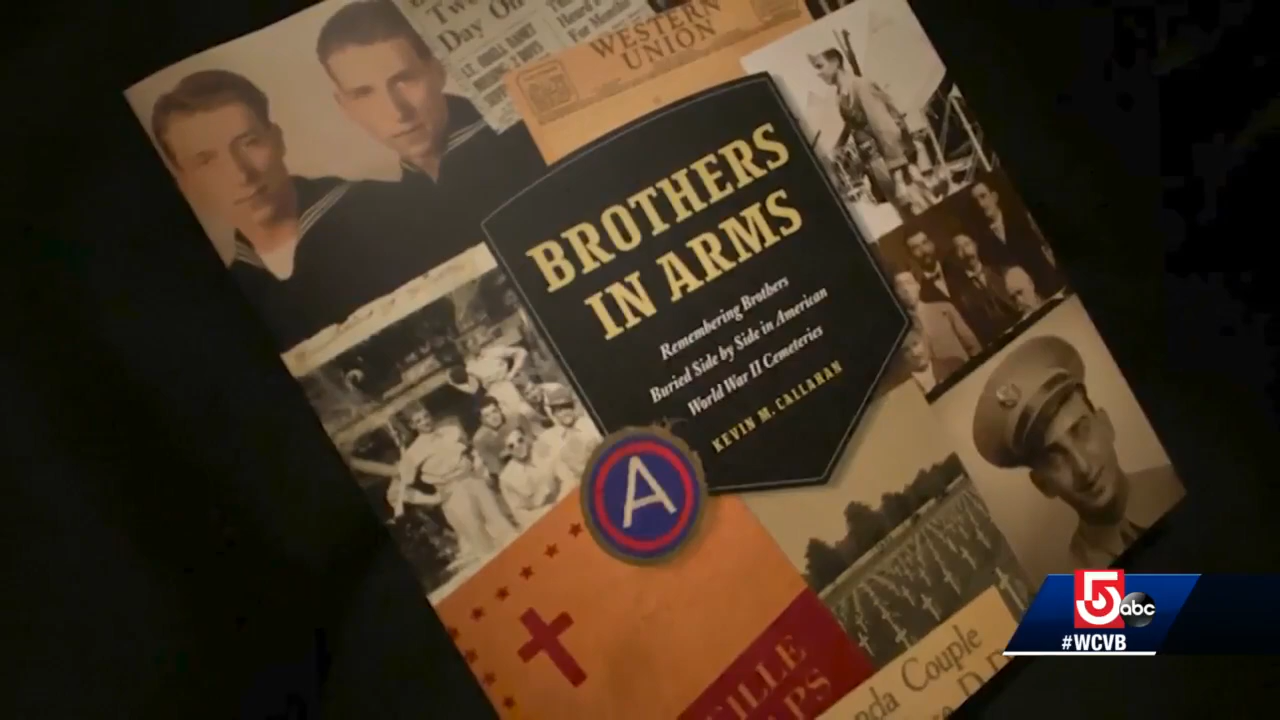 Day On
WESTERN
UNION
BROTHERS
IN ARMS
Remembering Brothers
Buried Side by Side in American
World War II Cemeteries
KEVIN M. CALLAHAN
A
Couple
5 abc
#WCVB